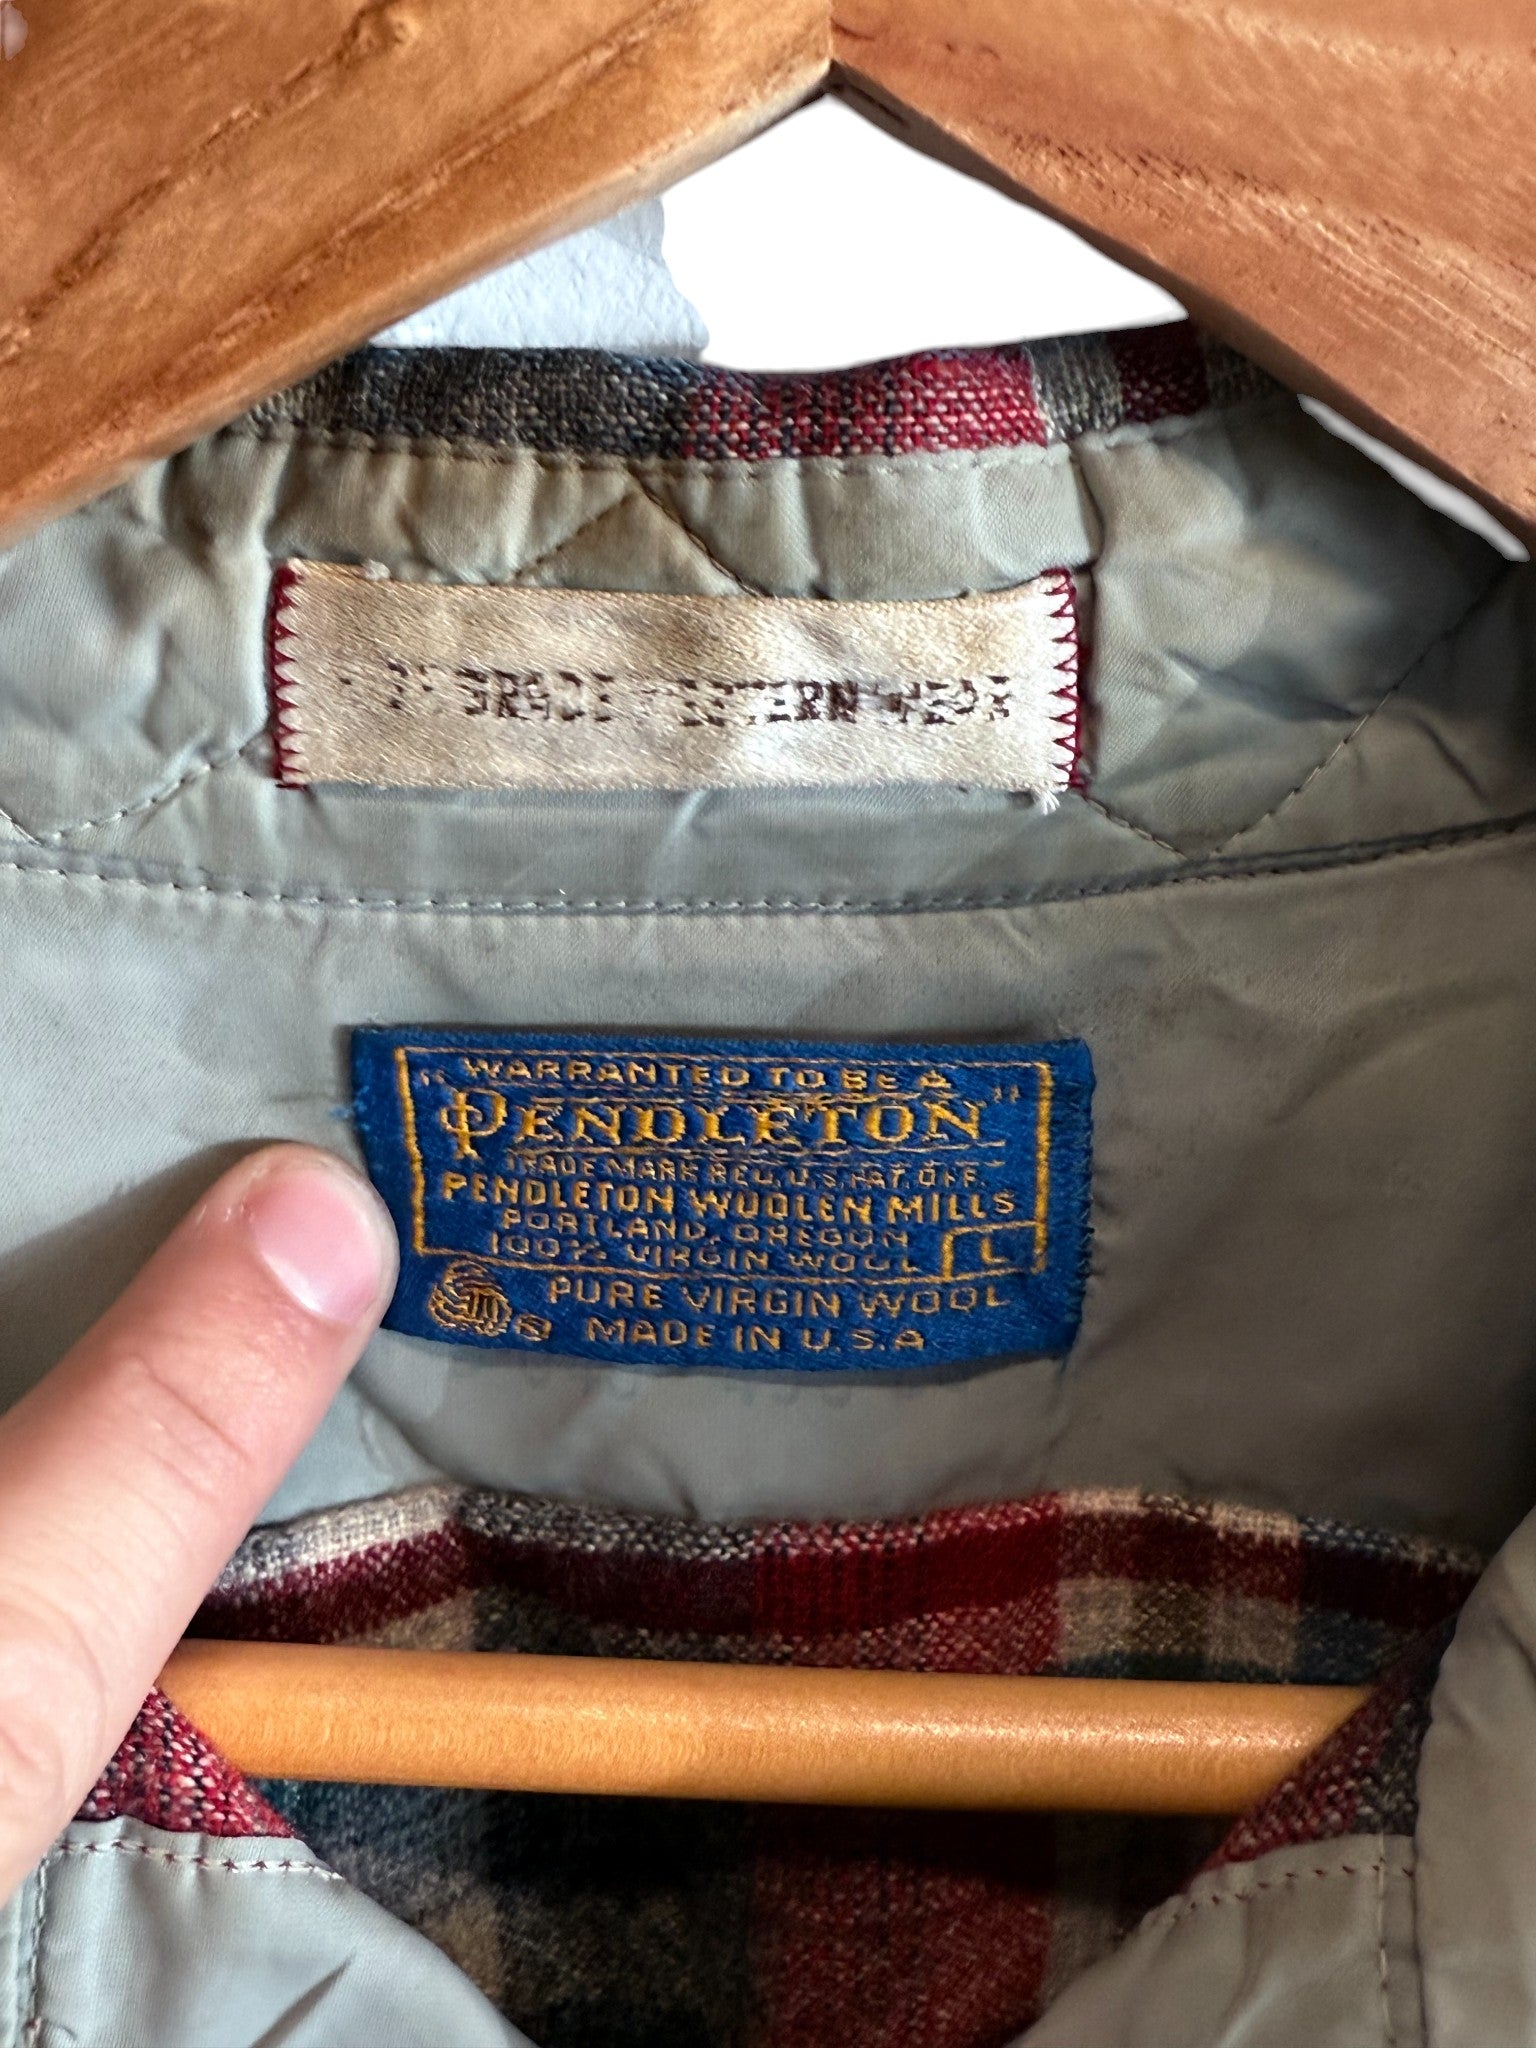 "WARRANTED TO BE A
PENDLETON"
TRADE MARK REG. U.S. PAT. OFF.
PENDLETON WOOLEN MILLS
PORTLAND, OREGON
100% VIRGIN WOOL L
PURE VIRGIN WOOL
® MADE IN U.S.A